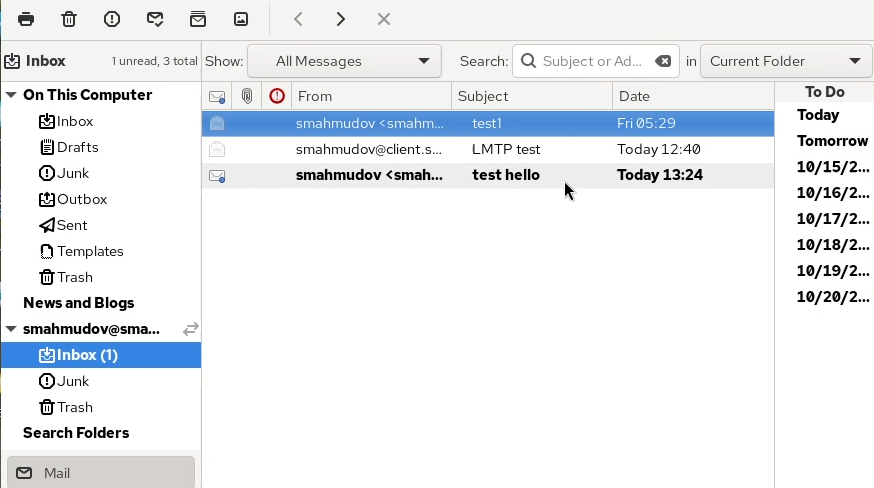 Inbox 1 unread, 3 total Show: All Messages Search: Subject or Ad... in Current Folder
From Subject Date
smahmudov <smahm... test1 Fri 05:29
smahmudov@client.s... LMTP test Today 12:40
smahmudov <smah... test hello Today 13:24
On This Computer
Inbox
Drafts
Junk
Outbox
Sent
Templates
Trash
News and Blogs
smahmudov@sma...
Inbox (1)
Junk
Trash
Search Folders
Mail
To Do
Today
Tomorrow
10/15/2...
10/16/2...
10/17/2...
10/18/2...
10/19/2...
10/20/2...